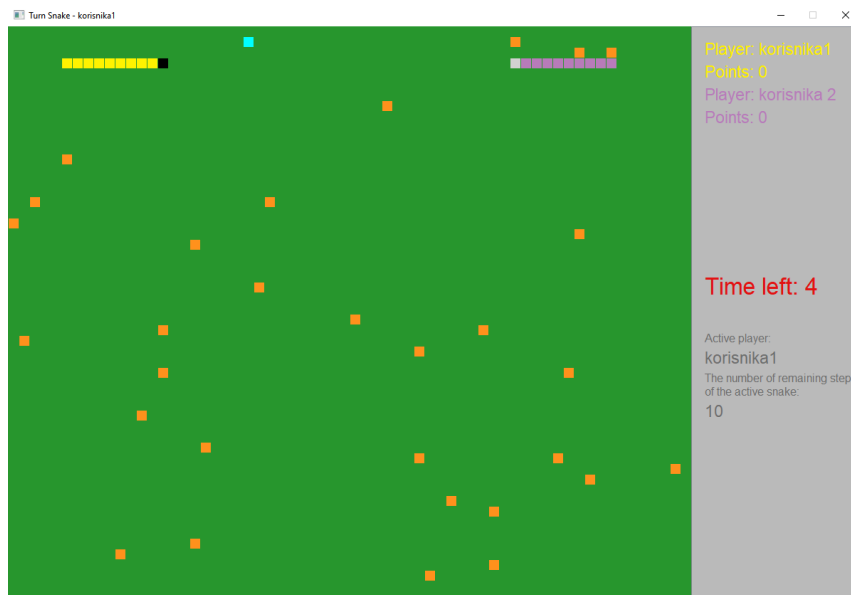 Turn Snake - korisnika1
Player: korisnika1
Points: 0
Player: korisnika 2
Points: 0
Time left: 4
Active player:
korisnika1
The number of remaining step
of the active snake:
10